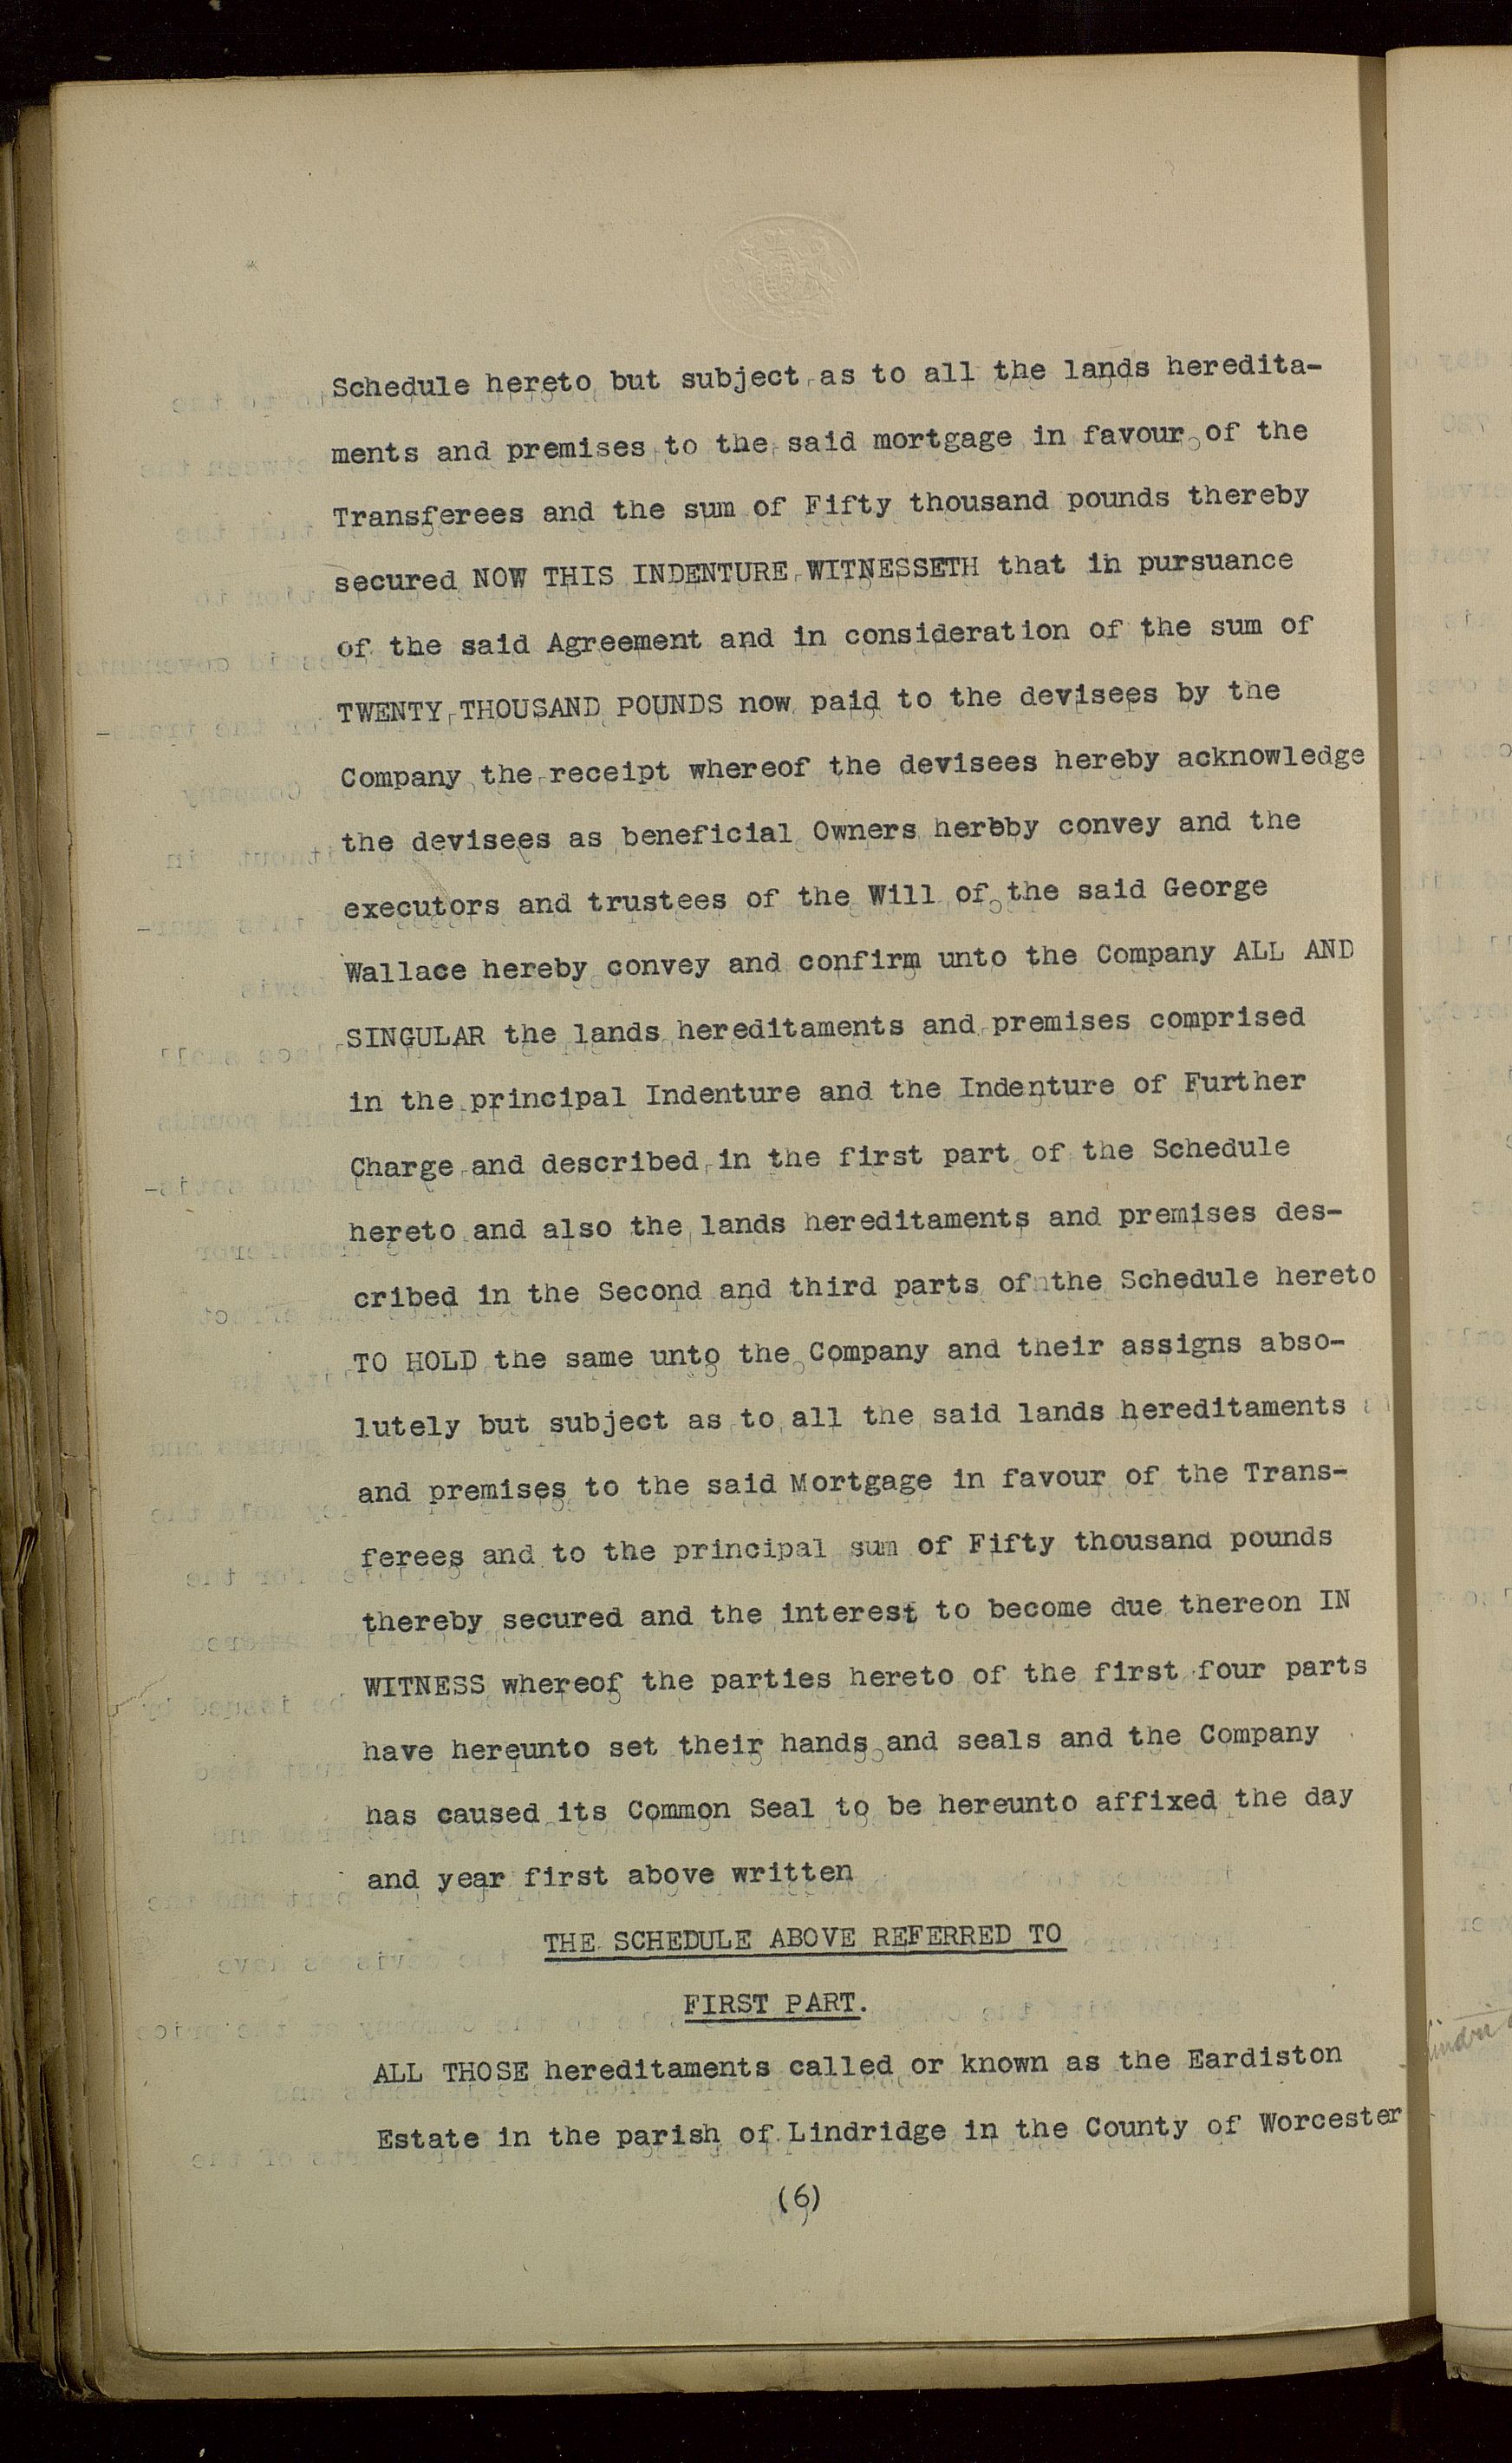 Schedule hereto but subject as to all the lands heredita-
ments and premises to the said mortgage in favour of the
Transferees and the sum of Fifty thousand pounds thereby
secured NOW THIS INDENTURE WITNESSETH that in pursuance
of the said Agreement and in consideration of the sum of
TWENTY THOUSAND POUNDS now paid to the devisees by the
Company the receipt whereof the devisees hereby acknowledge
the devisees as beneficial Owners hereby convey and the
executors and trustees of the Will of the said George
Wallace hereby convey and confirm unto the Company ALL AND
SINGULAR the lands hereditaments and premises comprised
in the principal Indenture and the Indenture of Further
Charge and described in the first part of the Schedule
hereto and also the lands hereditaments and premises des-
cribed in the Second and third parts of the Schedule hereto
TO HOLD the same unto the Company and their assigns abso-
lutely but subject as to all the said lands hereditaments
and premises to the said Mortgage in favour of the Trans-
ferees and to the principal sum of Fifty thousand pounds
thereby secured and the interest to become due thereon IN
WITNESS whereof the parties hereto of the first four parts
have hereunto set their hands and seals and the Company
has caused its Common Seal to be hereunto affixed the day
and year first above written
THE SCHEDULE ABOVE REFERRED TO
FIRST PART.
ALL THOSE hereditaments called or known as the Eardiston
Estate in the parish of Lindridge in the County of Worcester
(6)